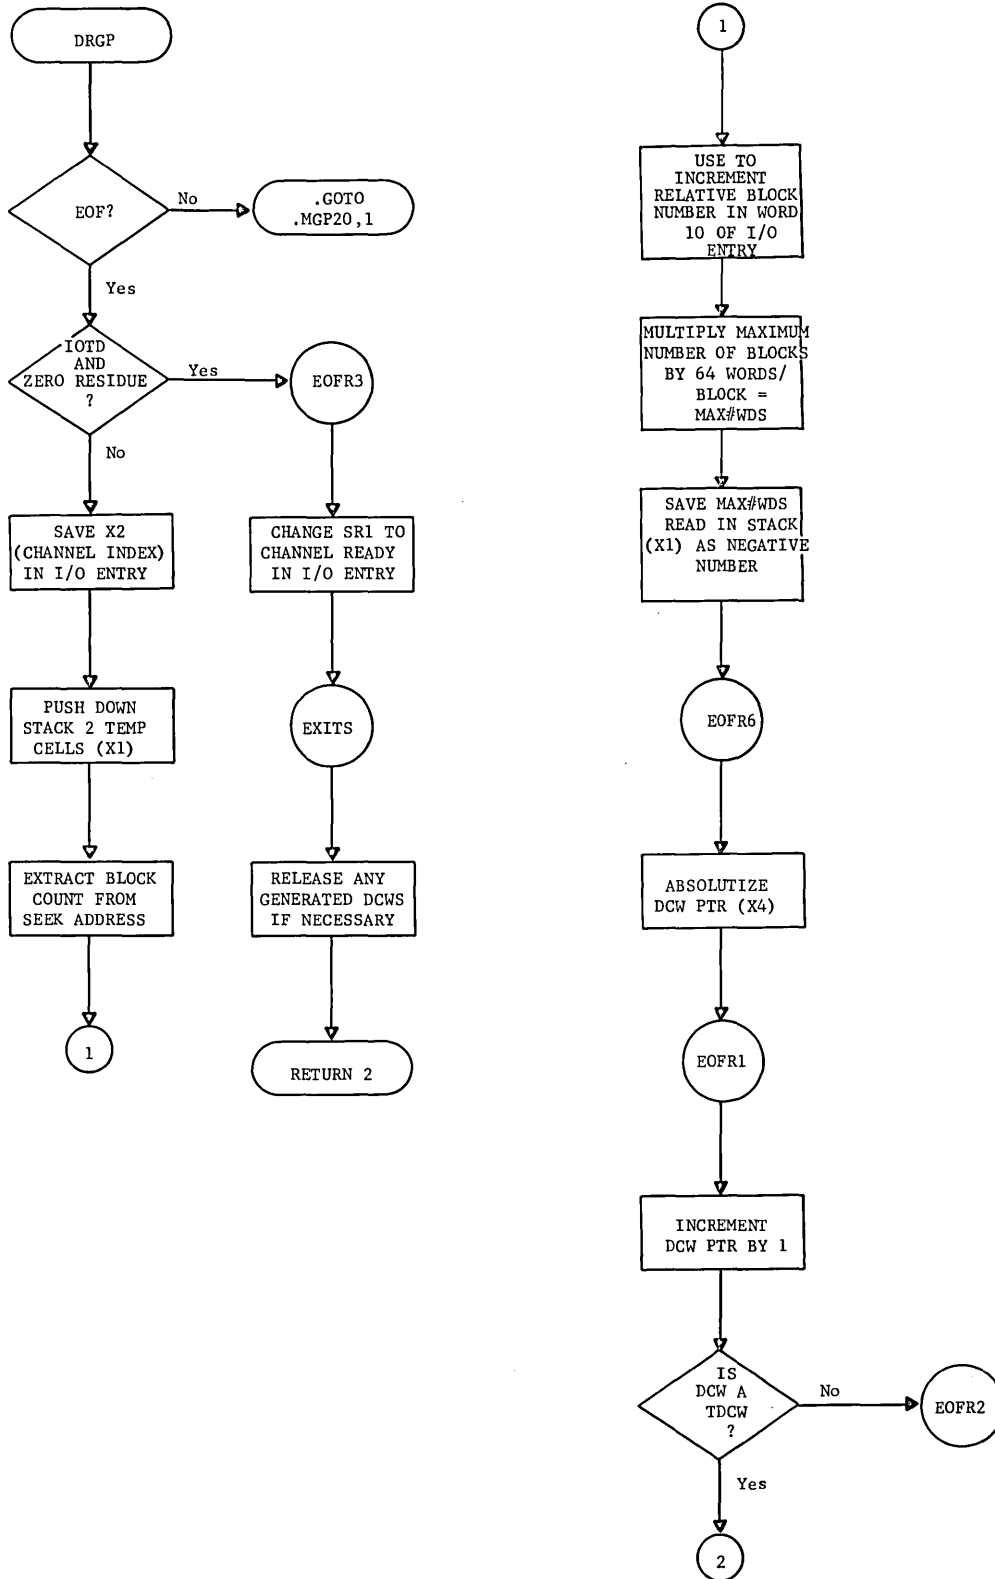 DRGP
EOF?
No
.GOTO
.MGP20,1
Yes
IOTD
AND
ZERO RESIDUE
?
Yes
EOFR3
No
SAVE X2
(CHANNEL INDEX)
IN I/O ENTRY
CHANGE SR1 TO
CHANNEL READY
IN I/O ENTRY
PUSH DOWN
STACK 2 TEMP
CELLS (X1)
EXITS
EXTRACT BLOCK
COUNT FROM
SEEK ADDRESS
RELEASE ANY
GENERATED DCWS
IF NECESSARY
1
RETURN 2
1
USE TO
INCREMENT
RELATIVE BLOCK
NUMBER IN WORD
10 OF I/O
ENTRY
MULTIPLY MAXIMUM
NUMBER OF BLOCKS
BY 64 WORDS/
BLOCK =
MAX#WDS
SAVE MAX#WDS
READ IN STACK
(X1) AS NEGATIVE
NUMBER
EOFR6
ABSOLUTIZE
DCW PTR (X4)
EOFR1
INCREMENT
DCW PTR BY 1
IS
DCW A
TDCW
?
No
EOFR2
Yes
2